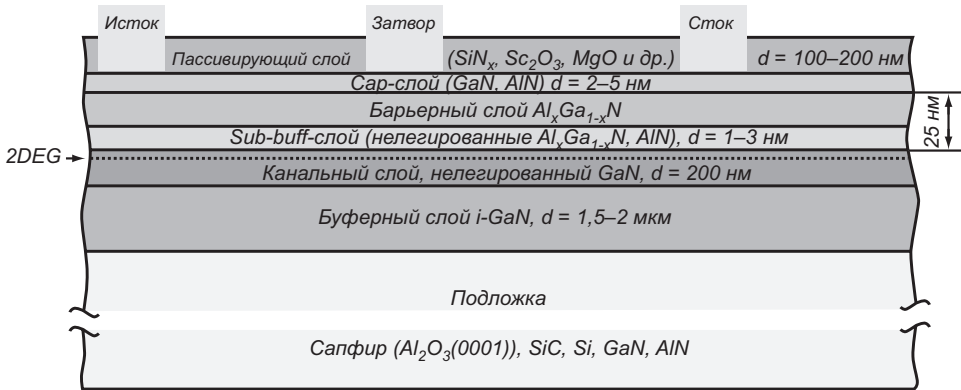 Исток Затвор Сток
Пассивирующий слой (SiNₓ, Sc₂O₃, MgO и др.) d = 100–200 нм
Cap-слой (GaN, AlN) d = 2–5 нм
Барьерный слой AlₓGa₁₋ₓN
25 нм
Sub-buff-слой (нелегированные AlₓGa₁₋ₓN, AlN), d = 1–3 нм
2DEG
Канальный слой, нелегированный GaN, d = 200 нм
Буферный слой i-GaN, d = 1,5–2 мкм
Подложка
Сапфир (Al₂O₃(0001)), SiC, Si, GaN, AlN